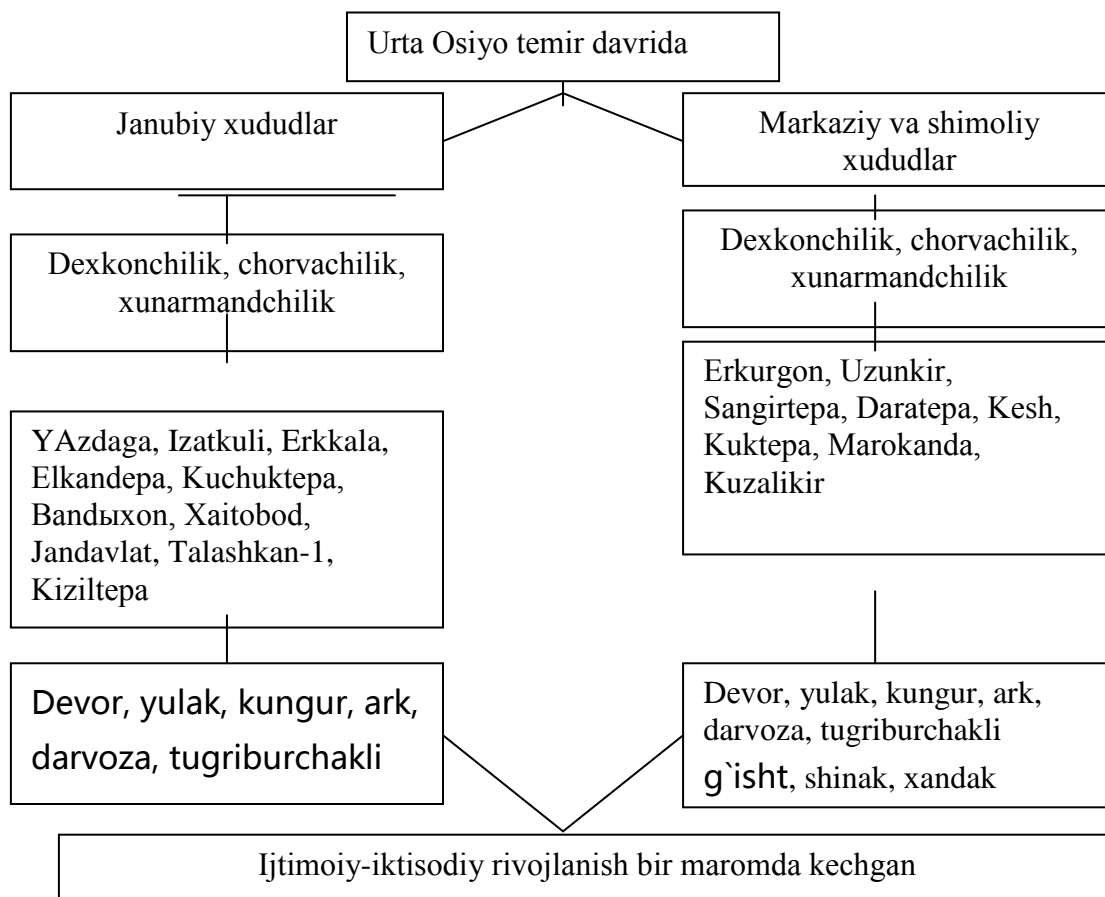 Urta Osiyo temir davrida
Janubiy xududlar
Markaziy va shimoliy
xududlar
Dexkonchilik, chorvachilik,
xunarmandchilik
Dexkonchilik, chorvachilik,
xunarmandchilik
YAzdaga, Izatkuli, Erkkala,
Elkandepa, Kuchuktepa,
Bandыxon, Xaitobod,
Jandavlat, Talashkan-1,
Kiziltepa
Erkurgon, Uzunkir,
Sangirtepa, Daratepa, Kesh,
Kuktepa, Marokanda,
Kuzalikir
Devor, yulak, kungur, ark,
darvoza, tugriburchakli
Devor, yulak, kungur, ark,
darvoza, tugriburchakli
g`isht, shinak, xandak
Ijtimoiy-iktisodiy rivojlanish bir maromda kechgan